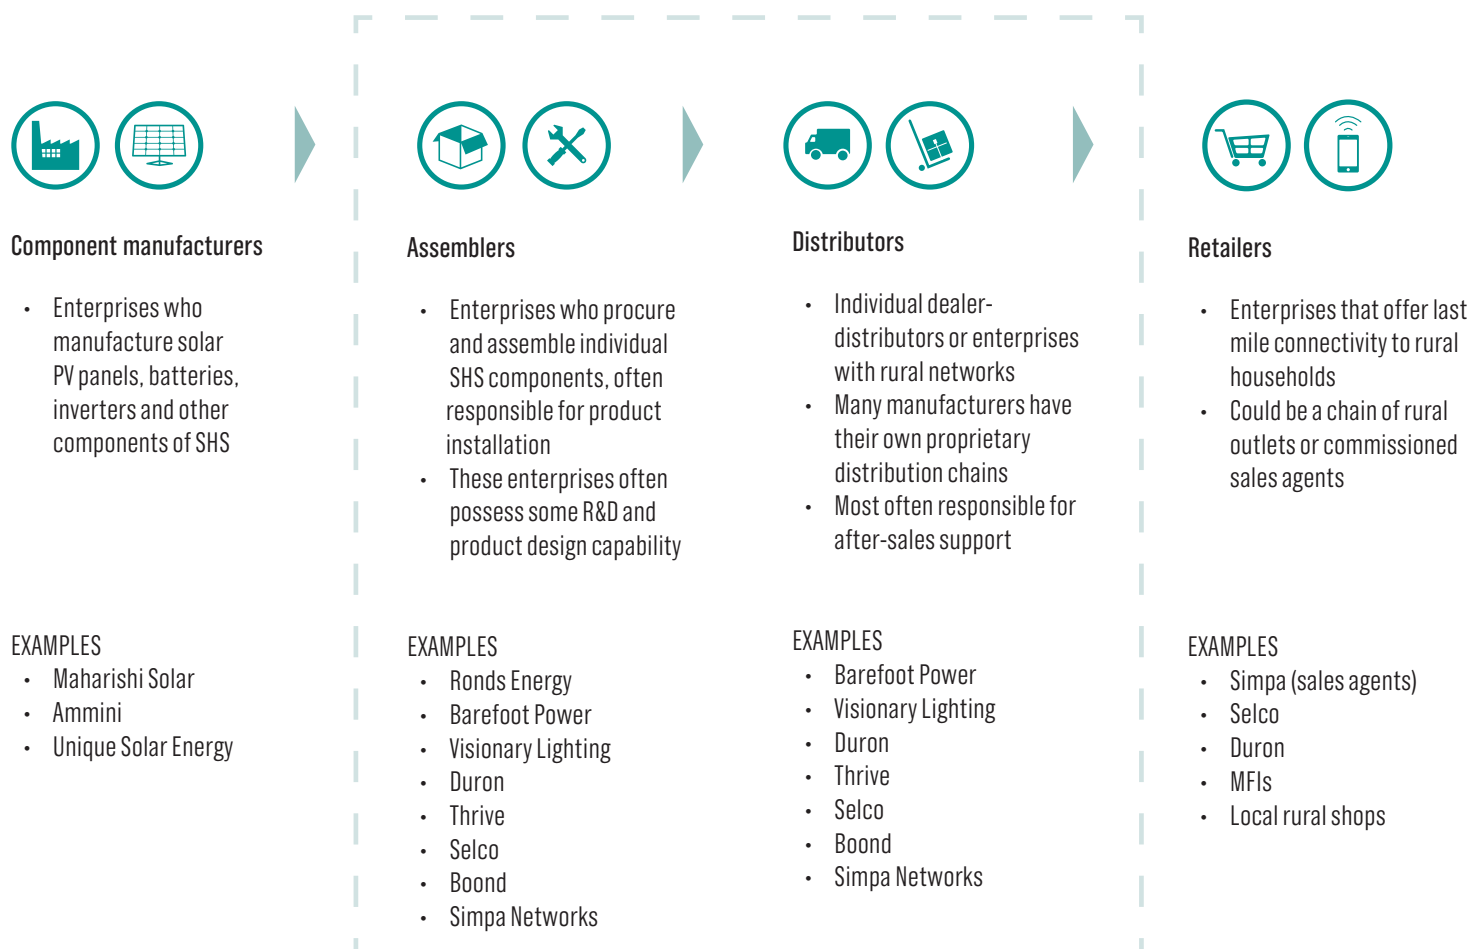 Component manufacturers
• Enterprises who
manufacture solar
PV panels, batteries,
inverters and other
components of SHS
EXAMPLES
• Maharishi Solar
• Ammini
• Unique Solar Energy
Assemblers
• Enterprises who procure
and assemble individual
SHS components, often
responsible for product
installation
• These enterprises often
possess some R&D and
product design capability
EXAMPLES
• Ronds Energy
• Barefoot Power
• Visionary Lighting
• Duron
• Thrive
• Selco
• Boond
• Simpa Networks
Distributors
• Individual dealer-
distributors or enterprises
with rural networks
• Many manufacturers have
their own proprietary
distribution chains
• Most often responsible for
after-sales support
EXAMPLES
• Barefoot Power
• Visionary Lighting
• Duron
• Thrive
• Selco
• Boond
• Simpa Networks
Retailers
• Enterprises that offer last
mile connectivity to rural
households
• Could be a chain of rural
outlets or commissioned
sales agents
EXAMPLES
• Simpa (sales agents)
• Selco
• Duron
• MFIs
• Local rural shops